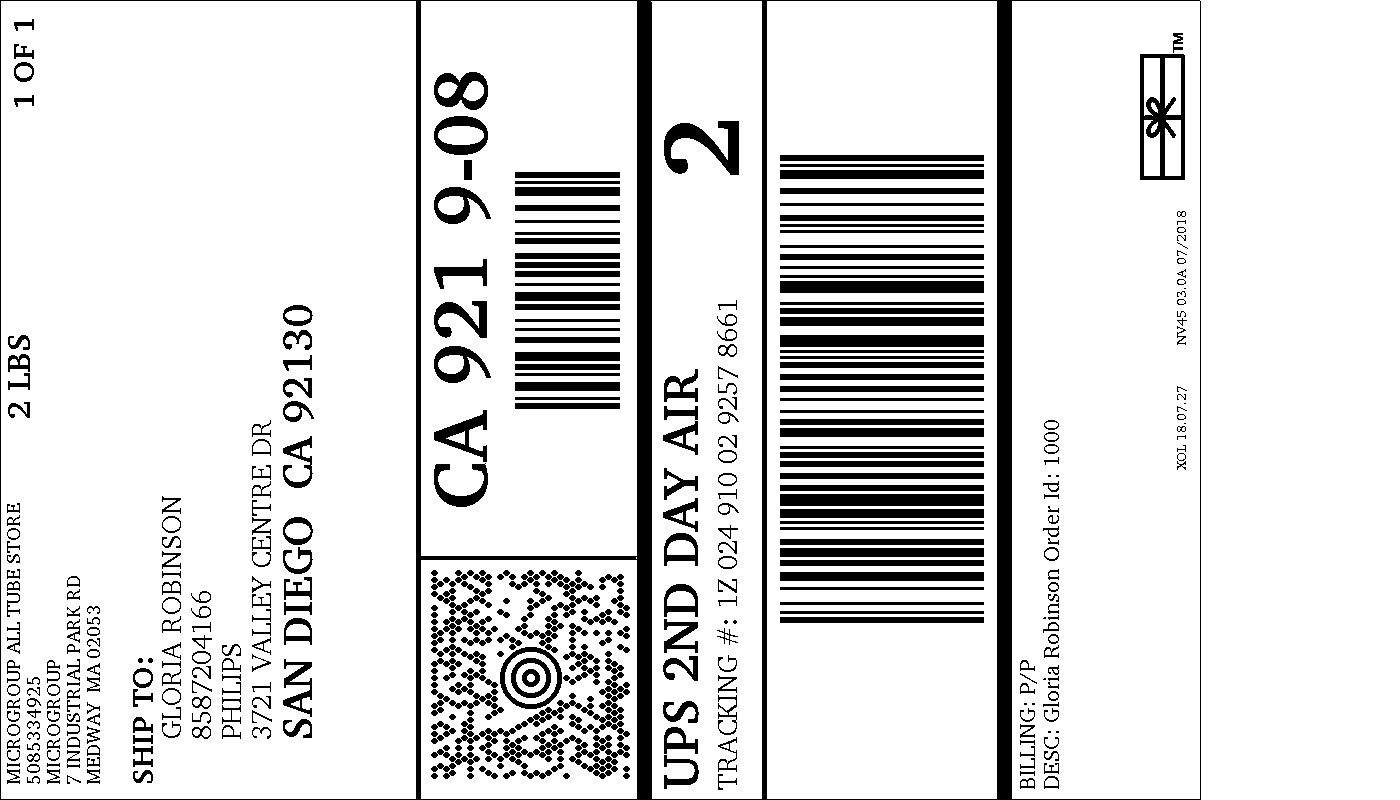 MICROGROUP ALL TUBE STORE
5085334925
MICROGROUP
7 INDUSTRIAL PARK RD
MEDWAY  MA 02053
2 LBS
1 OF 1
SHIP TO:
GLORIA ROBINSON
8587204166
PHILIPS
3721 VALLEY CENTRE DR
SAN DIEGO  CA 92130
CA 921 9-08
UPS 2ND DAY AIR
2
TRACKING #: 1Z 024 910 02 9257 8661
BILLING: P/P
DESC: Gloria Robinson Order Id: 1000
XOL 18.07.27
NV45 03.0A 07/2018
TM